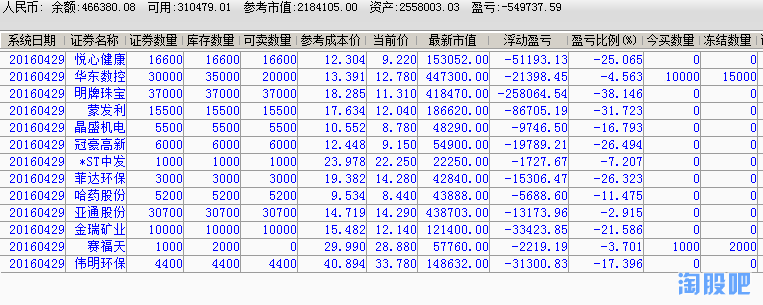 人民币: 余额:466380.08 可用:310479.01 参考市值:2184105.00 资产:2558003.03 盈亏:-549737.59
系统日期 证券名称 证券数量 库存数量 可卖数量 参考成本价 当前价 最新市值 浮动盈亏 盈亏比例(%) 今买数量 冻结数量
20160429 悦心健康 16600 16600 16600 12.304 9.220 153052.00 -51193.13 -25.065 0 0
20160429 华东数控 30000 35000 20000 13.391 12.780 447300.00 -21398.45 -4.563 10000 15000
20160429 明牌珠宝 37000 37000 37000 18.285 11.310 418470.00 -258064.54 -38.146 0 0
20160429 蒙发利 15500 15500 15500 17.634 12.040 186620.00 -86705.19 -31.723 0 0
20160429 晶盛机电 5500 5500 5500 10.552 8.780 48290.00 -9746.50 -16.793 0 0
20160429 冠豪高新 6000 6000 6000 12.448 9.150 54900.00 -19789.21 -26.494 0 0
20160429 *ST中发 1000 1000 1000 23.978 22.250 22250.00 -1727.67 -7.207 0 0
20160429 菲达环保 3000 3000 3000 19.382 14.280 42840.00 -15306.47 -26.323 0 0
20160429 哈药股份 5200 5200 5200 9.534 8.440 43888.00 -5688.60 -11.475 0 0
20160429 亚通股份 30700 30700 30700 14.719 14.290 438703.00 -13173.96 -2.915 0 0
20160429 金瑞矿业 10000 10000 10000 15.482 12.140 121400.00 -33423.85 -21.586 0 0
20160429 赛福天 1000 2000 0 29.990 28.880 57760.00 -2219.19 -3.701 1000 2000
20160429 伟明环保 4400 4400 4400 40.894 33.780 148632.00 -31300.83 -17.396 0 0
淘股吧